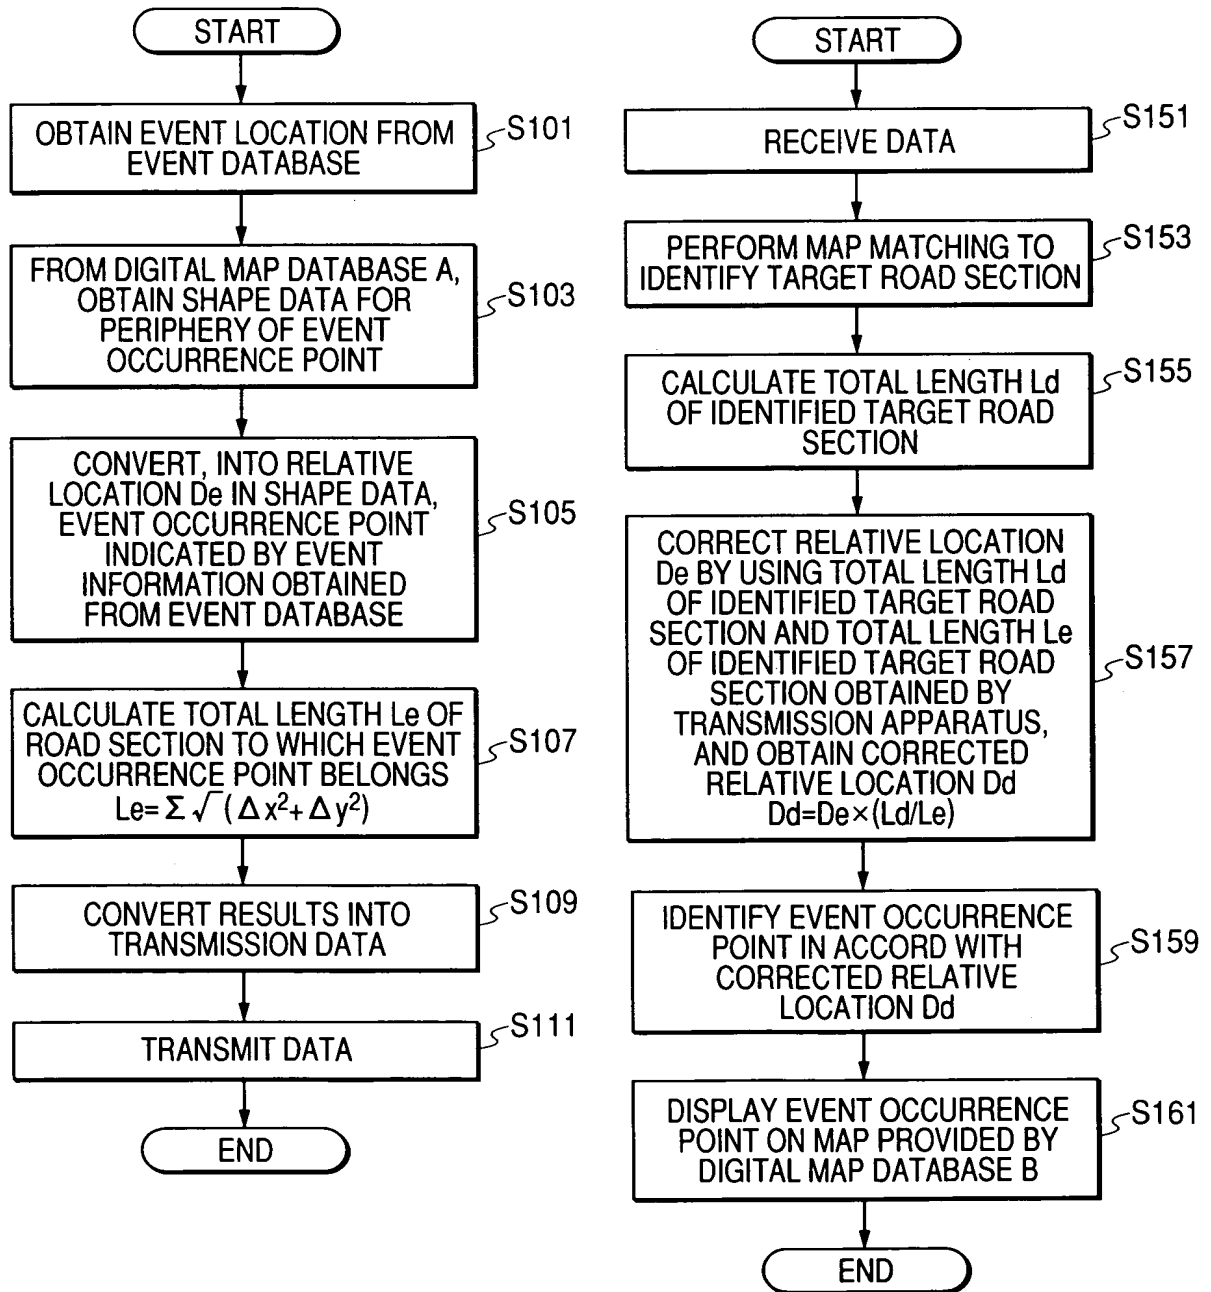 START
OBTAIN EVENT LOCATION FROM
EVENT DATABASE
S101
FROM DIGITAL MAP DATABASE A,
OBTAIN SHAPE DATA FOR
PERIPHERY OF EVENT
OCCURRENCE POINT
S103
CONVERT, INTO RELATIVE
LOCATION De IN SHAPE DATA,
EVENT OCCURRENCE POINT
INDICATED BY EVENT
INFORMATION OBTAINED
FROM EVENT DATABASE
S105
CALCULATE TOTAL LENGTH Le OF
ROAD SECTION TO WHICH EVENT
OCCURRENCE POINT BELONGS
Le=Σ√(Δx²+Δy²)
S107
CONVERT RESULTS INTO
TRANSMISSION DATA
S109
TRANSMIT DATA
S111
END
START
RECEIVE DATA
S151
PERFORM MAP MATCHING TO
IDENTIFY TARGET ROAD SECTION
S153
CALCULATE TOTAL LENGTH Ld
OF IDENTIFIED TARGET ROAD
SECTION
S155
CORRECT RELATIVE LOCATION
De BY USING TOTAL LENGTH Ld
OF IDENTIFIED TARGET ROAD
SECTION AND TOTAL LENGTH Le
OF IDENTIFIED TARGET ROAD
SECTION OBTAINED BY
TRANSMISSION APPARATUS,
AND OBTAIN CORRECTED
RELATIVE LOCATION Dd
Dd=De×(Ld/Le)
S157
IDENTIFY EVENT OCCURRENCE
POINT IN ACCORD WITH
CORRECTED RELATIVE
LOCATION Dd
S159
DISPLAY EVENT OCCURRENCE
POINT ON MAP PROVIDED BY
DIGITAL MAP DATABASE B
S161
END